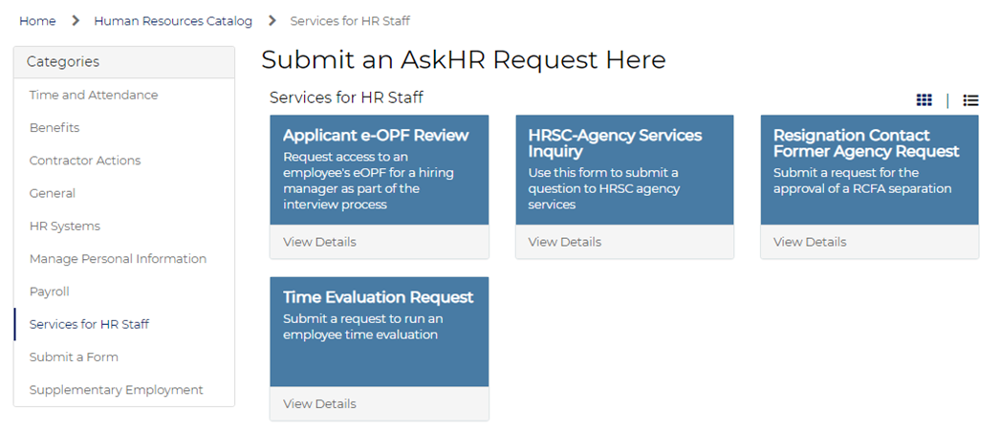 Home > Human Resources Catalog > Services for HR Staff
Categories
Time and Attendance
Benefits
Contractor Actions
General
HR Systems
Manage Personal Information
Payroll
Services for HR Staff
Submit a Form
Supplementary Employment
Submit an AskHR Request Here
Services for HR Staff
Applicant e-OPF Review
Request access to an
employee's eOPF for a hiring
manager as part of the
interview process
View Details
HRSC-Agency Services
Inquiry
Use this form to submit a
question to HRSC agency
services
View Details
Resignation Contact
Former Agency Request
Submit a request for the
approval of a RCFA separation
View Details
Time Evaluation Request
Submit a request to run an
employee time evaluation
View Details